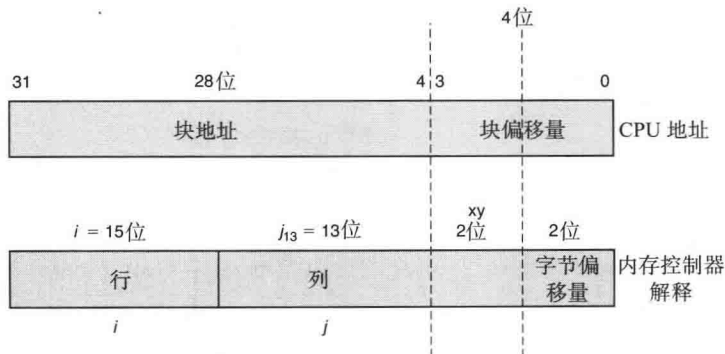 4位
31 28位 4 3 0
块地址 块偏移量 CPU 地址
xy
i = 15位 j13 = 13位 2位 2位
行 列 字节偏移量 内存控制器解释
i j